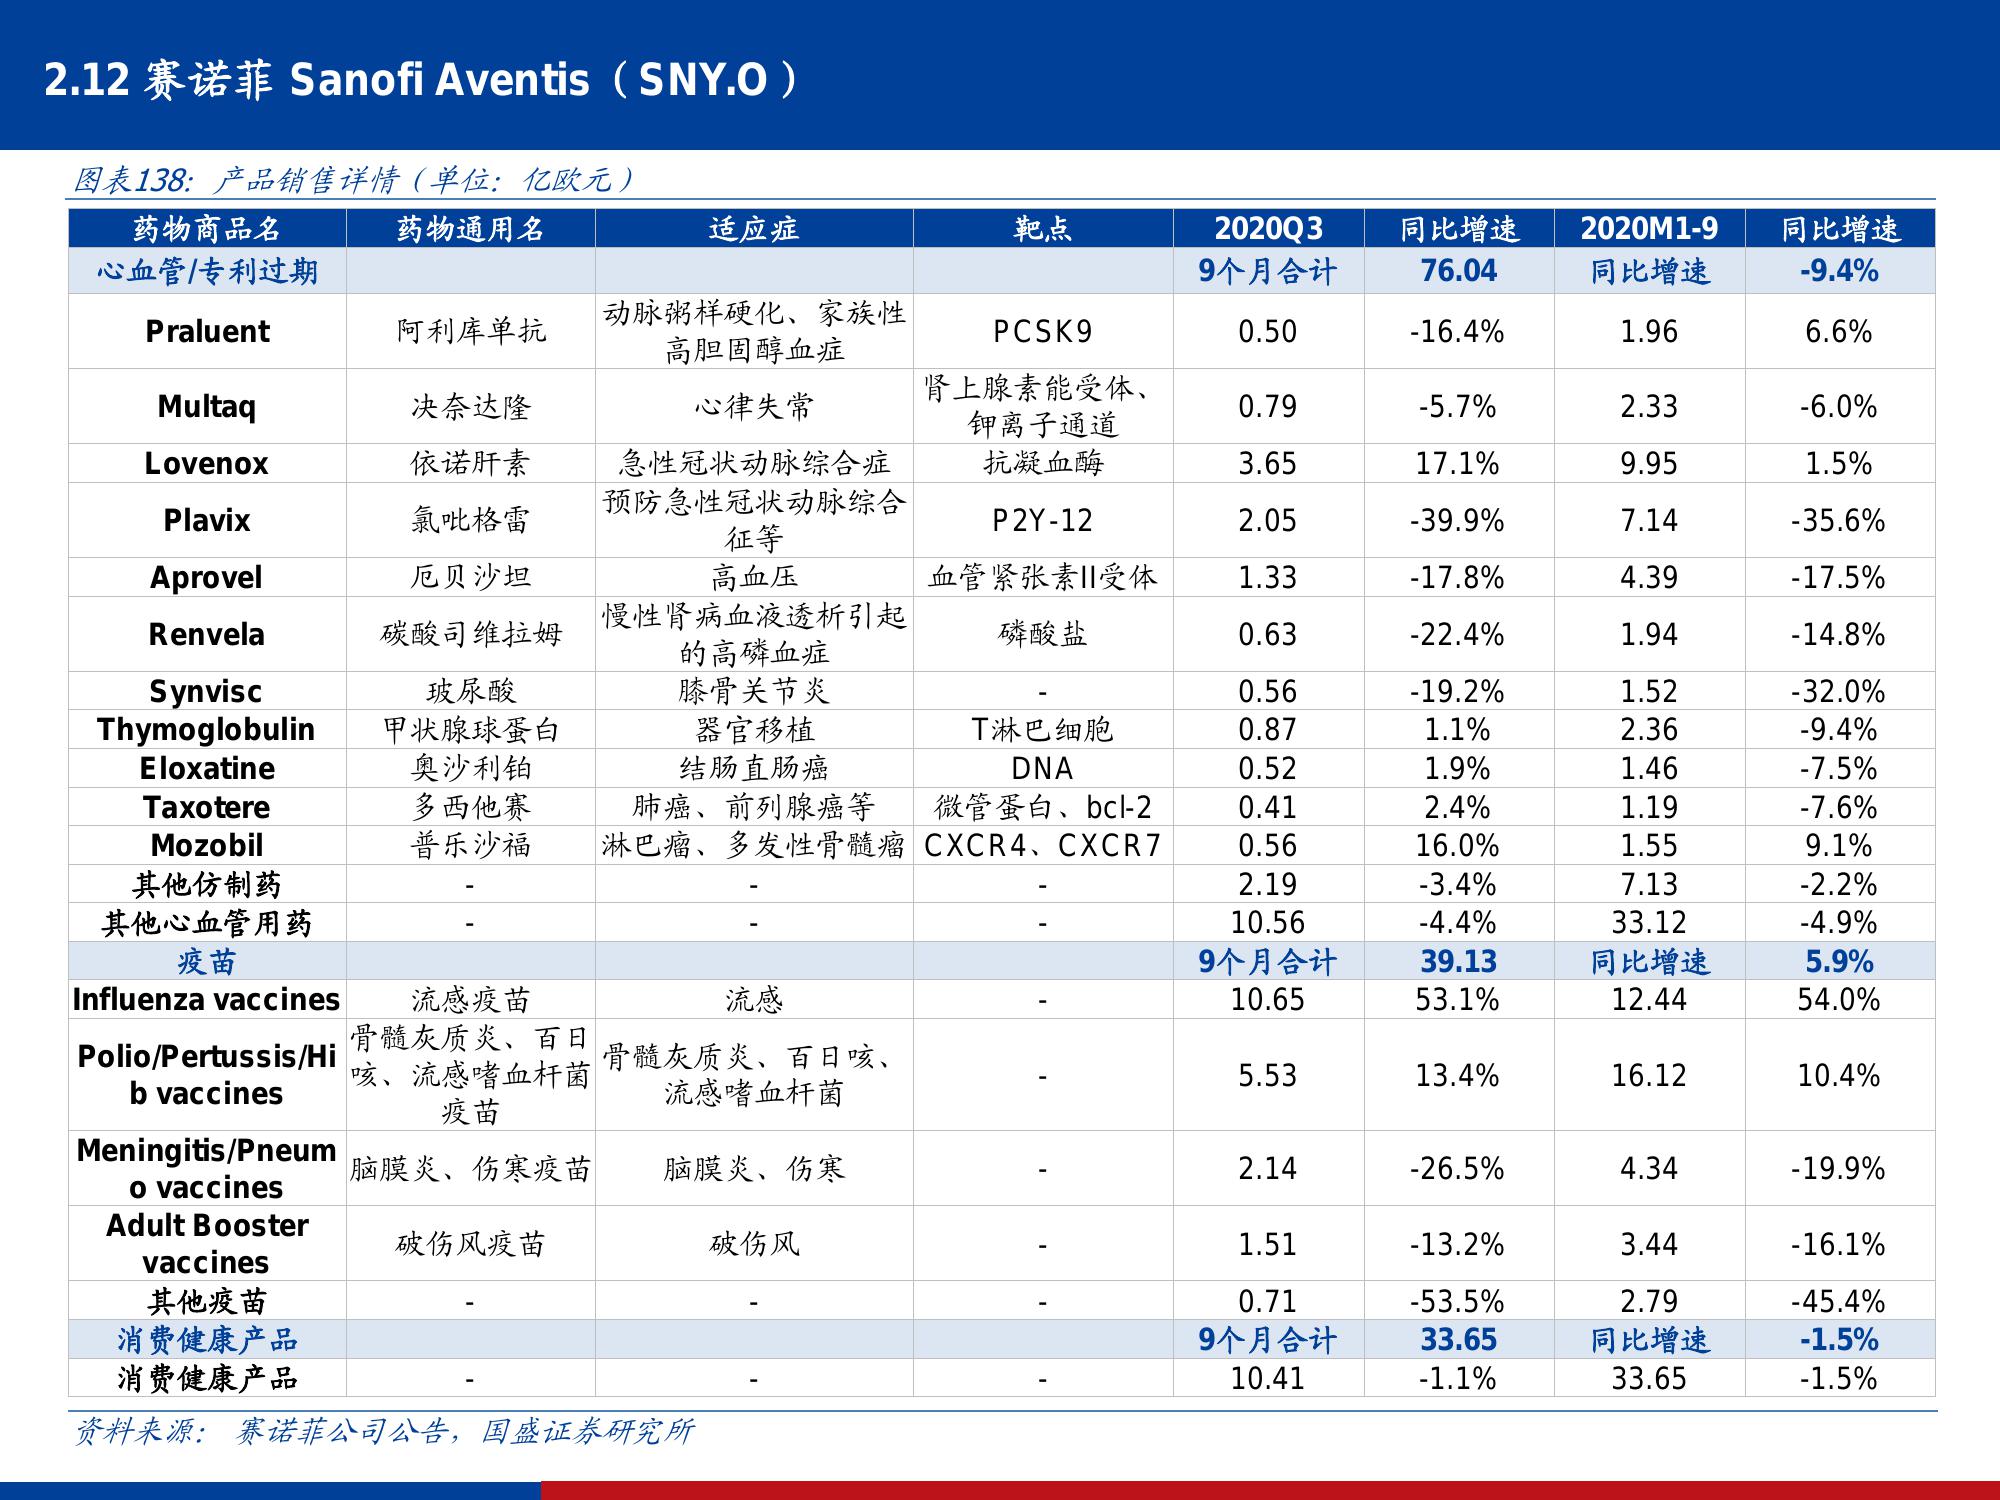 2.12 赛诺菲 Sanofi Aventis（SNY.O）
图表138：产品销售详情（单位：亿欧元）
药物商品名 药物通用名 适应症 靶点 2020Q3 同比增速 2020M1-9 同比增速
心血管/专利过期 9个月合计 76.04 同比增速 -9.4%
Praluent 阿利库单抗 动脉粥样硬化、家族性高胆固醇血症 PCSK9 0.50 -16.4% 1.96 6.6%
Multaq 决奈达隆 心律失常 肾上腺素能受体、钾离子通道 0.79 -5.7% 2.33 -6.0%
Lovenox 依诺肝素 急性冠状动脉综合症 抗凝血酶 3.65 17.1% 9.95 1.5%
Plavix 氯吡格雷 预防急性冠状动脉综合征等 P2Y-12 2.05 -39.9% 7.14 -35.6%
Aprovel 厄贝沙坦 高血压 血管紧张素II受体 1.33 -17.8% 4.39 -17.5%
Renvela 碳酸司维拉姆 慢性肾病血液透析引起的高磷血症 磷酸盐 0.63 -22.4% 1.94 -14.8%
Synvisc 玻尿酸 膝骨关节炎 - 0.56 -19.2% 1.52 -32.0%
Thymoglobulin 甲状腺球蛋白 器官移植 T淋巴细胞 0.87 1.1% 2.36 -9.4%
Eloxatine 奥沙利铂 结肠直肠癌 DNA 0.52 1.9% 1.46 -7.5%
Taxotere 多西他赛 肺癌、前列腺癌等 微管蛋白、bcl-2 0.41 2.4% 1.19 -7.6%
Mozobil 普乐沙福 淋巴瘤、多发性骨髓瘤 CXCR4、CXCR7 0.56 16.0% 1.55 9.1%
其他仿制药 - - - 2.19 -3.4% 7.13 -2.2%
其他心血管用药 - - - 10.56 -4.4% 33.12 -4.9%
疫苗 9个月合计 39.13 同比增速 5.9%
Influenza vaccines 流感疫苗 流感 - 10.65 53.1% 12.44 54.0%
Polio/Pertussis/Hib vaccines 骨髓灰质炎、百日咳、流感嗜血杆菌疫苗 骨髓灰质炎、百日咳、流感嗜血杆菌 - 5.53 13.4% 16.12 10.4%
Meningitis/Pneumo vaccines 脑膜炎、伤寒疫苗 脑膜炎、伤寒 - 2.14 -26.5% 4.34 -19.9%
Adult Booster vaccines 破伤风疫苗 破伤风 - 1.51 -13.2% 3.44 -16.1%
其他疫苗 - - - 0.71 -53.5% 2.79 -45.4%
消费健康产品 9个月合计 33.65 同比增速 -1.5%
消费健康产品 - - - 10.41 -1.1% 33.65 -1.5%
资料来源： 赛诺菲公司公告，国盛证券研究所